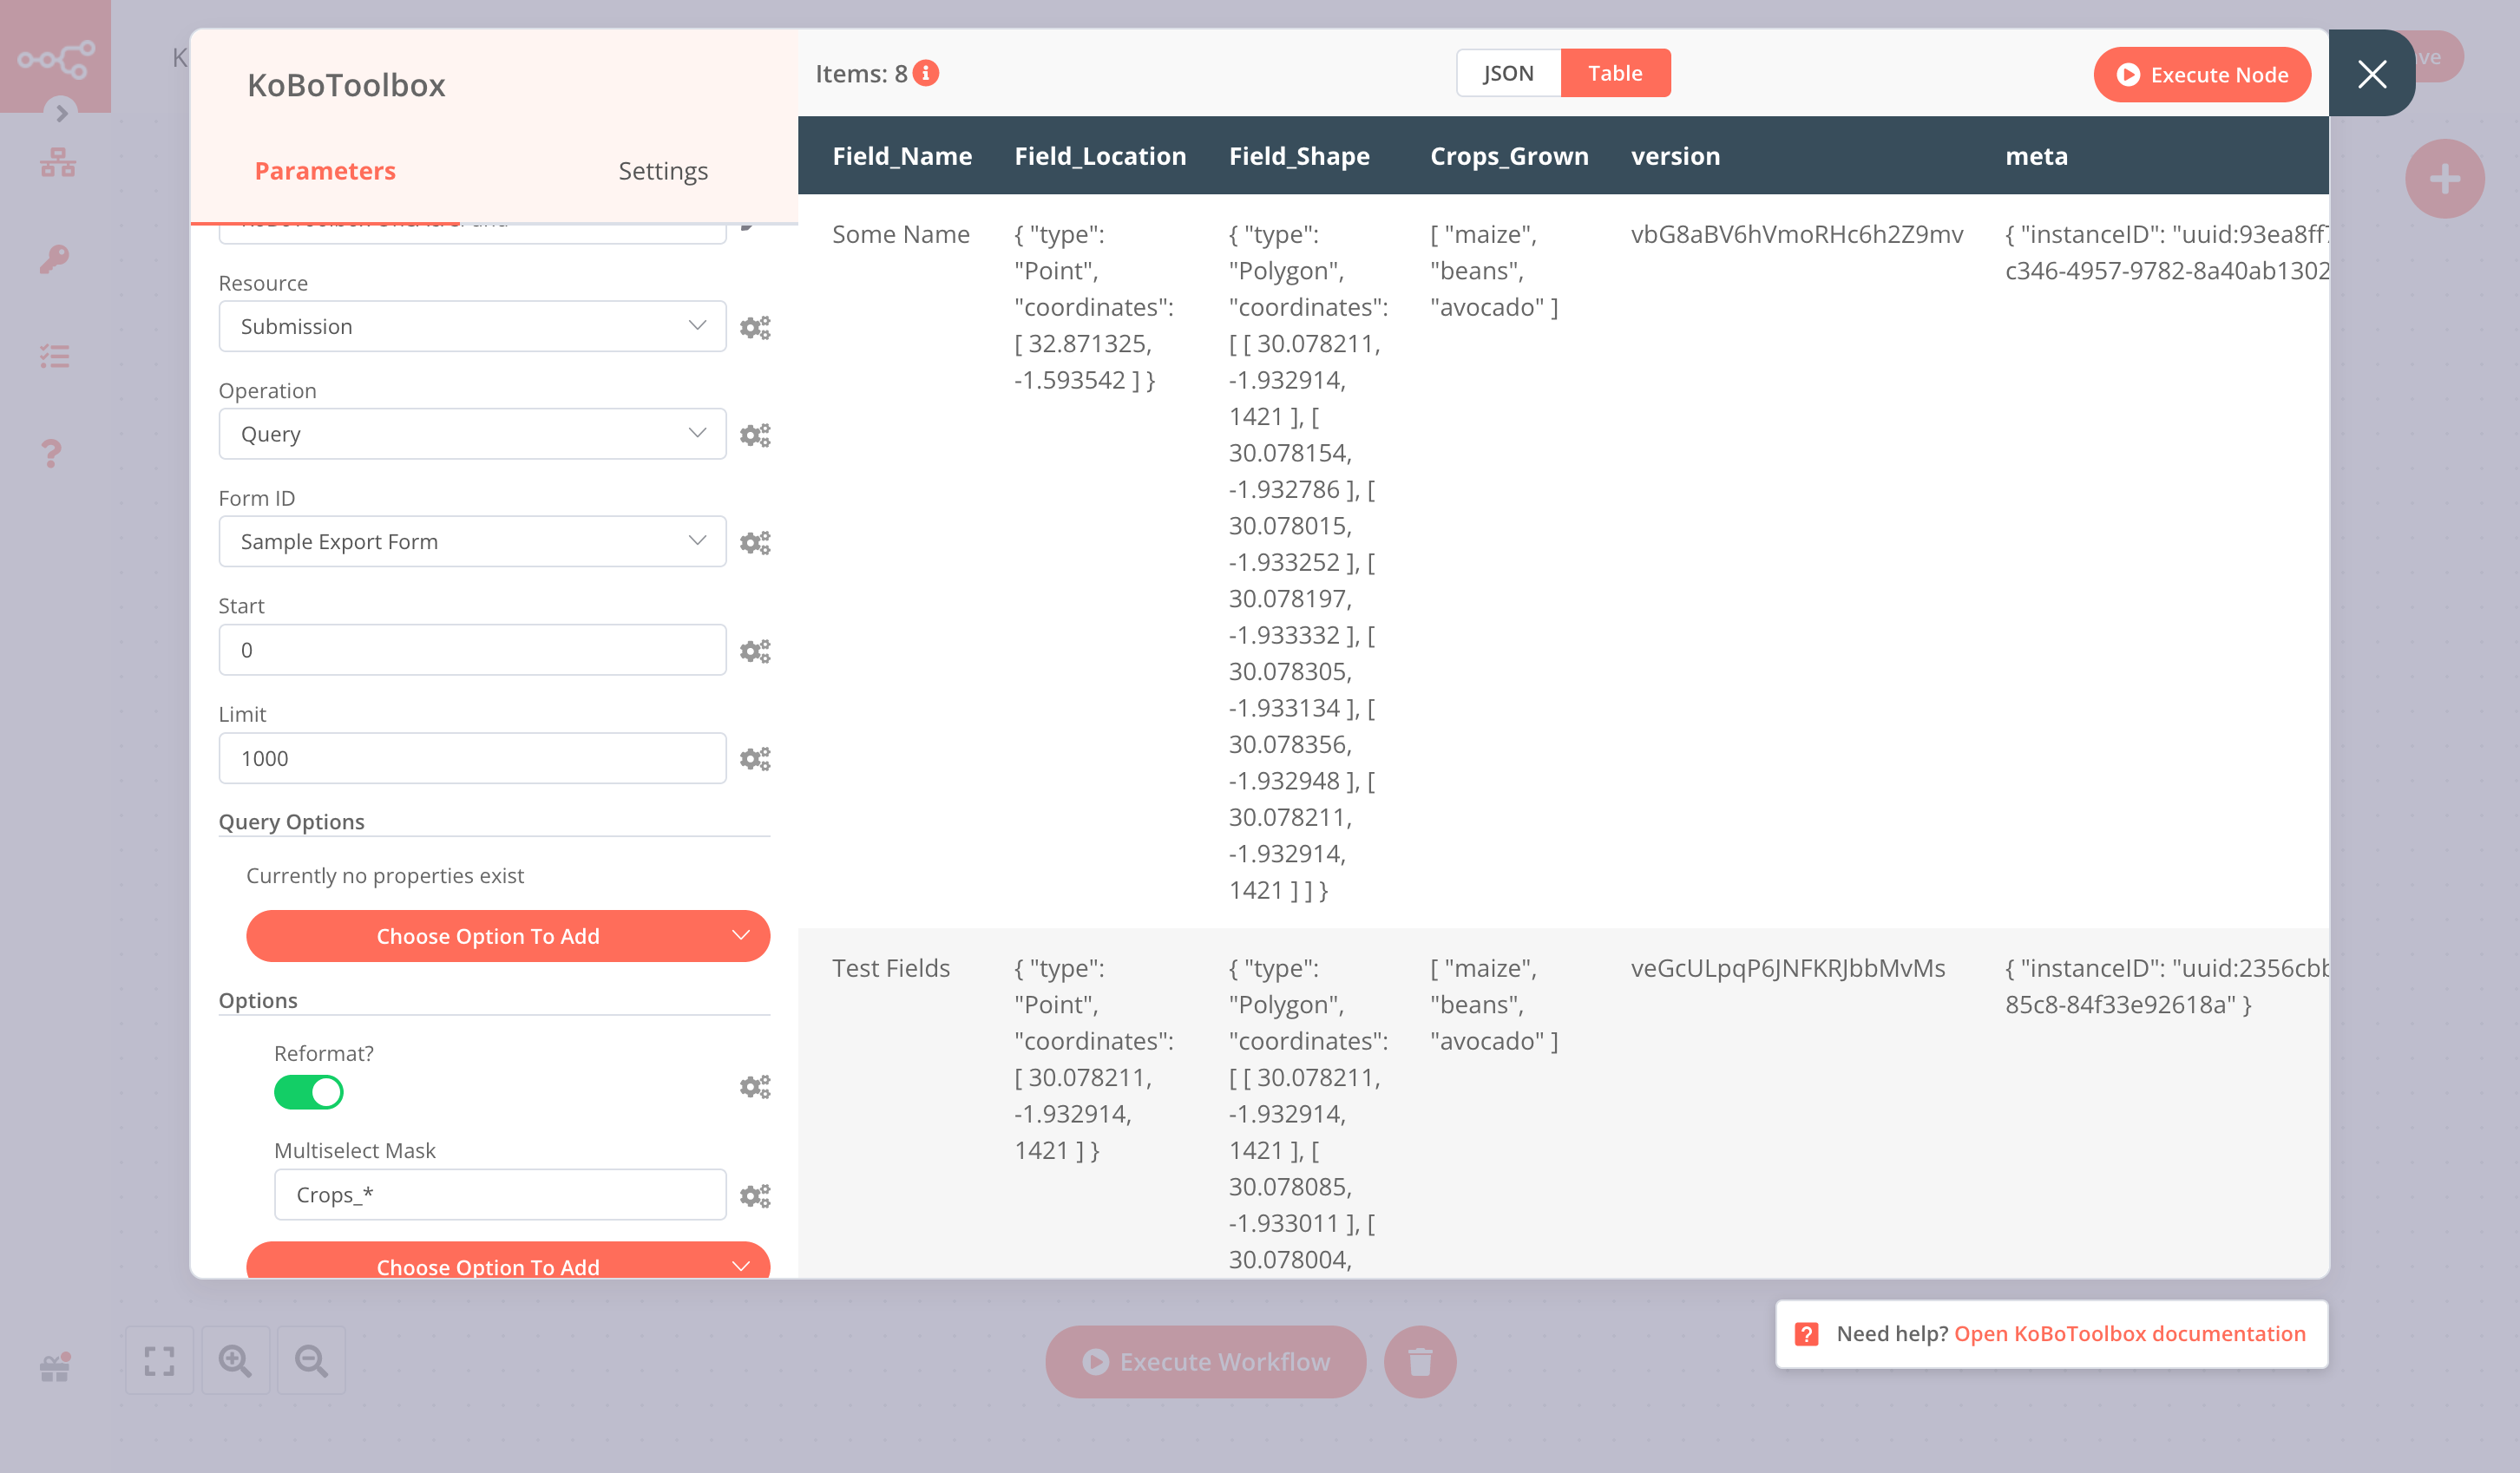 K
KoBoToolbox
Parameters
Settings
Resource
Submission
Operation
Query
Form ID
Sample Export Form
Start
0
Limit
1000
Query Options
Currently no properties exist
Choose Option To Add
Options
Reformat?
Multiselect Mask
Crops_*
Choose Option To Add
Items: 8
JSON
Table
Execute Node
Field_Name
Field_Location
Field_Shape
Crops_Grown
version
meta
Some Name
{ "type":
"Point",
"coordinates":
[ 32.871325,
-1.593542 ] }
{ "type":
"Polygon",
"coordinates":
[ [ 30.078211,
-1.932914,
1421 ], [
30.078154,
-1.932786 ], [
30.078015,
-1.933252 ], [
30.078197,
-1.933332 ], [
30.078305,
-1.933134 ], [
30.078356,
-1.932948 ], [
30.078211,
-1.932914,
1421 ] ] }
[ "maize",
"beans",
"avocado" ]
vbG8aBV6hVmoRHc6h2Z9mv
{ "instanceID": "uuid:93ea8ff
c346-4957-9782-8a40ab1302
Test Fields
{ "type":
"Point",
"coordinates":
[ 30.078211,
-1.932914,
1421 ] }
{ "type":
"Polygon",
"coordinates":
[ [ 30.078211,
-1.932914,
1421 ], [
30.078085,
-1.933011 ], [
30.078004,
[ "maize",
"beans",
"avocado" ]
veGcULpqP6JNFKRJbbMvMs
{ "instanceID": "uuid:2356cbb
85c8-84f33e92618a" }
Need help? Open KoBoToolbox documentation
Execute Workflow